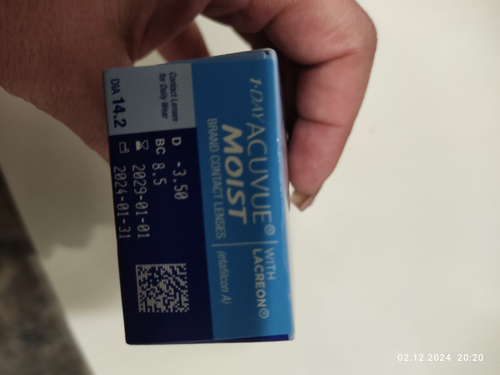 1·DAY ACUVUE®
MOIST
BRAND CONTACT LENSES
WITH
LACREON®
(etafilcon A)
Contact Lenses
for Daily Wear
DIA 14.2
D -3.50
BC 8.5
2029-01-01
2024-01-31
02.12.2024 20:20